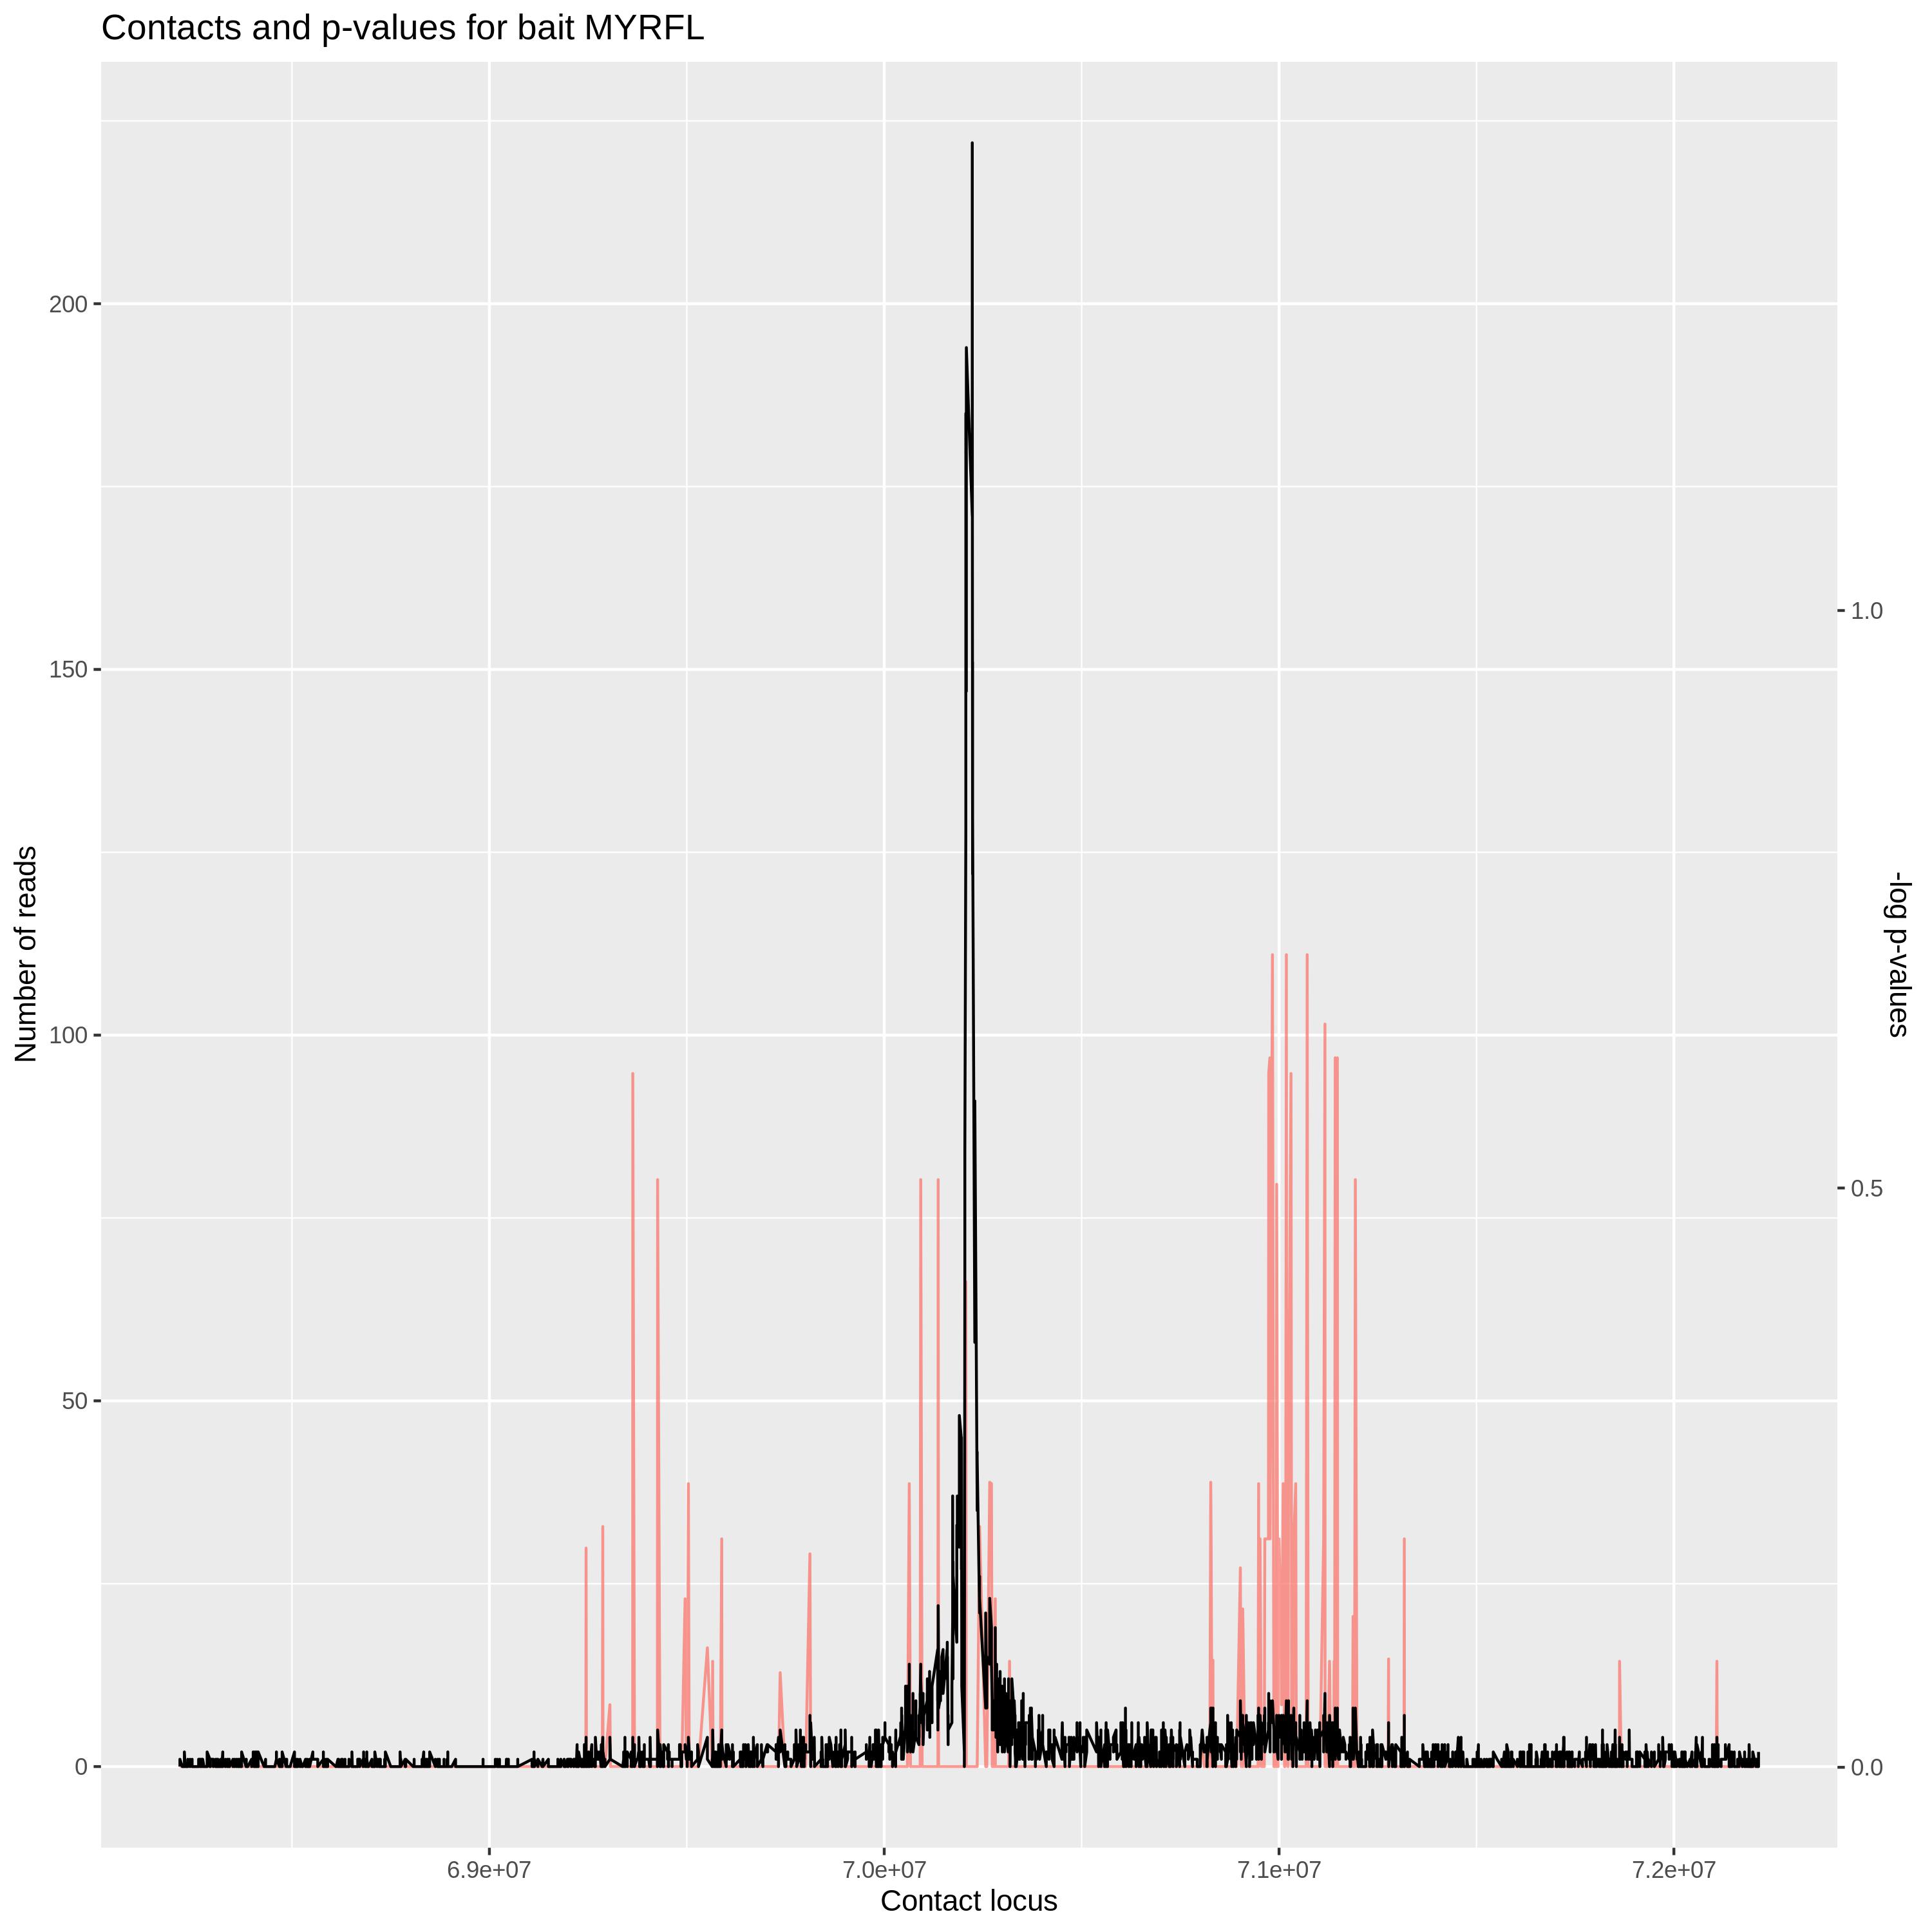 Contacts and p-values for bait MYRFL
Number of reads
200
150
100
50
0
1.0
0.5
0.0
-log p-values
6.9e+07
7.0e+07
7.1e+07
7.2e+07
Contact locus